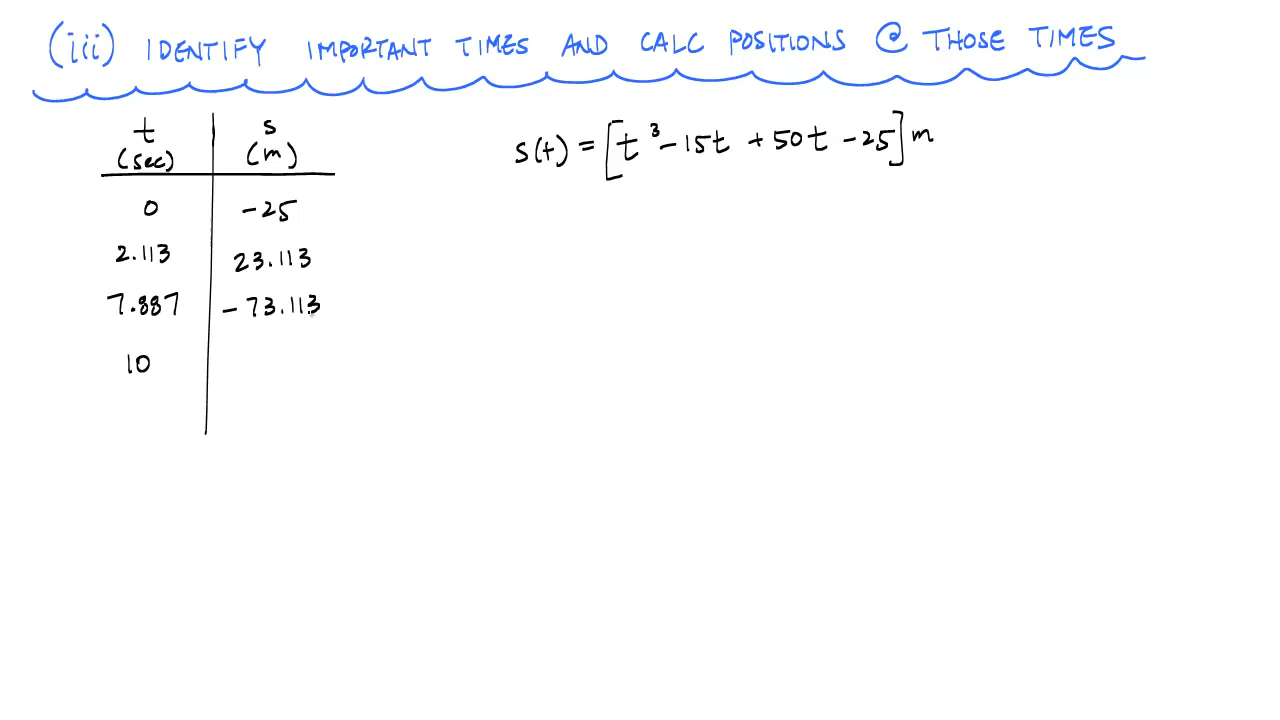 (iii) IDENTIFY IMPORTANT TIMES AND CALC POSITIONS @ THOSE TIMES
t s
(sec) (m)
s(t) = [t³ - 15t + 50t - 25] m
0 -25
2.113 23.113
7.887 -73.113
10